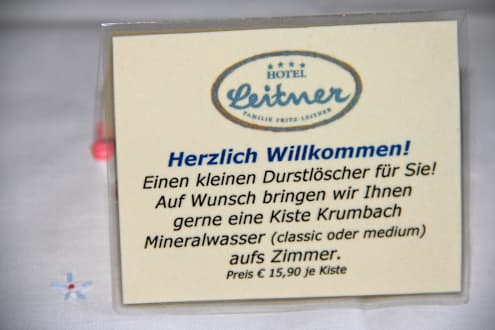 ★★★★
HOTEL
Leitner
FAMILIE FRITZ-LEITNER
Herzlich Willkommen!
Einen kleinen Durstlöscher für Sie!
Auf Wunsch bringen wir Ihnen
gerne eine Kiste Krumbach
Mineralwasser (classic oder medium)
aufs Zimmer.
Preis € 15,90 je Kiste